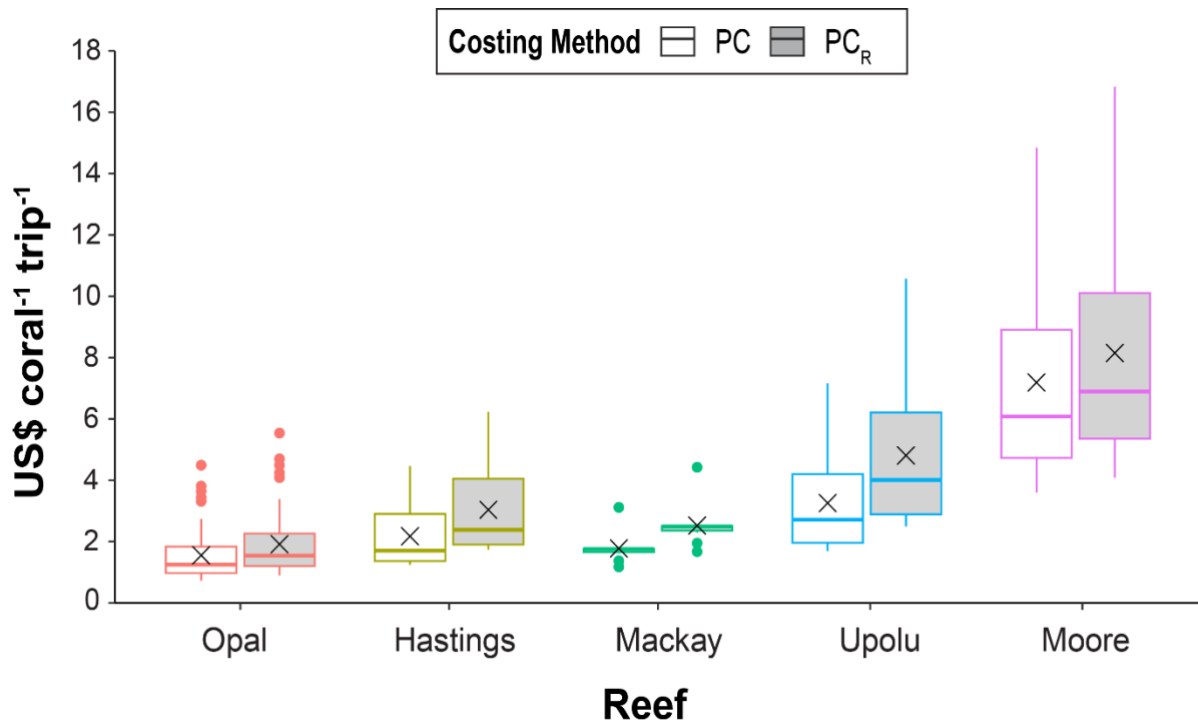 Costing Method PC PC_R
18
16
14
12
10
8
6
4
2
0
US$ coral⁻¹ trip⁻¹
Opal Hastings Mackay Upolu Moore
Reef